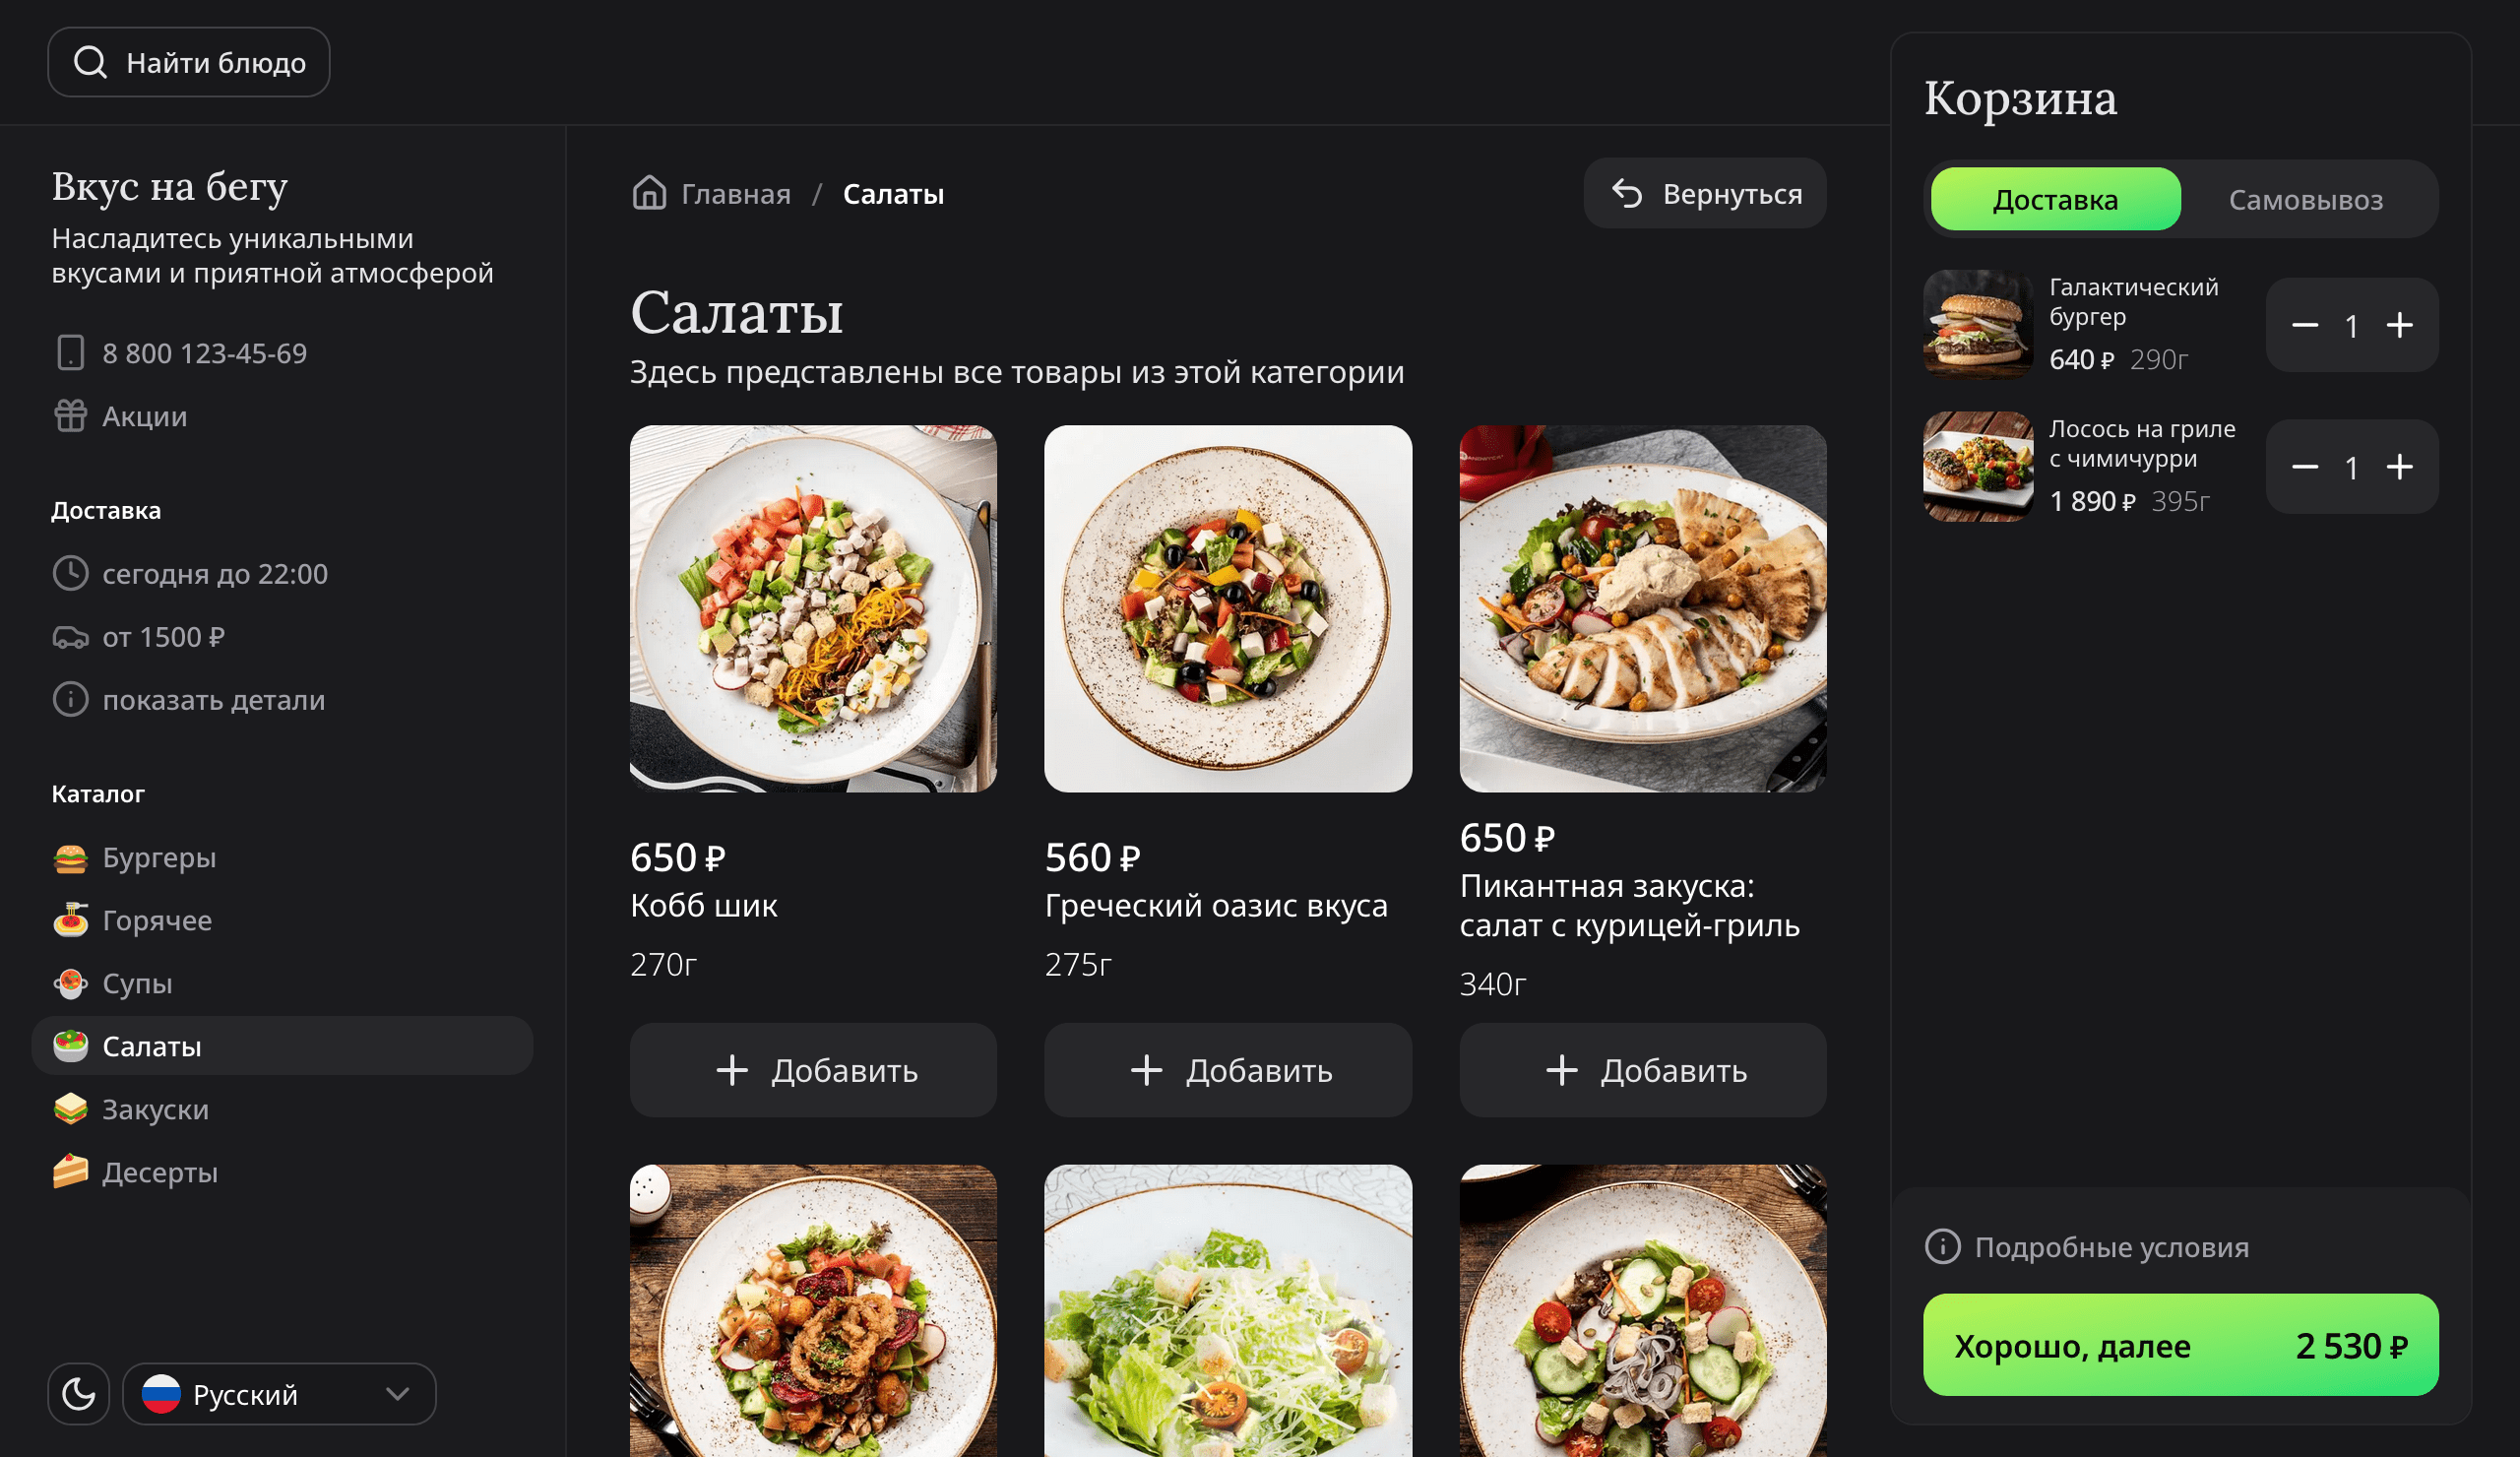 Найти блюдо
Вкус на бегу
Насладитесь уникальными
вкусами и приятной атмосферой
8 800 123-45-69
Акции
Доставка
сегодня до 22:00
от 1500 ₽
показать детали
Каталог
Бургеры
Горячее
Супы
Салаты
Закуски
Десерты
Русский
Главная / Салаты
Вернуться
Салаты
Здесь представлены все товары из этой категории
650 ₽
Кобб шик
270г
Добавить
560 ₽
Греческий оазис вкуса
275г
Добавить
650 ₽
Пикантная закуска:
салат с курицей-гриль
340г
Добавить
Корзина
Доставка
Самовывоз
Галактический
бургер
640 ₽ 290г
1
Лосось на гриле
с чимичурри
1 890 ₽ 395г
1
Подробные условия
Хорошо, далее 2 530 ₽